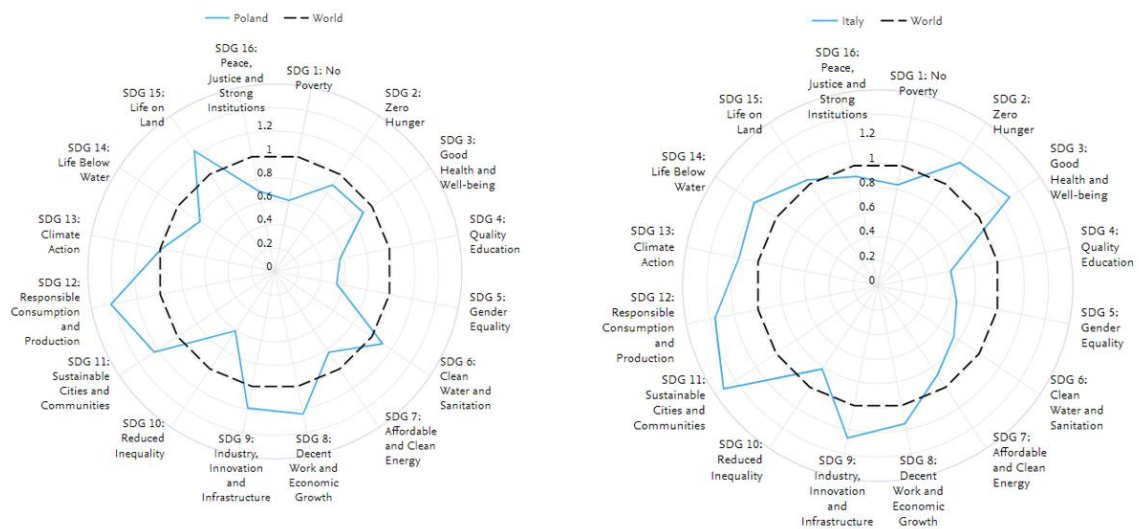 Poland World
SDG 16:
Peace,
Justice and
Strong
Institutions
SDG 1: No
Poverty
SDG 2:
Zero
Hunger
SDG 3:
Good
Health and
Well-being
SDG 4:
Quality
Education
SDG 5:
Gender
Equality
SDG 6:
Clean
Water and
Sanitation
SDG 7:
Affordable
and Clean
Energy
SDG 8:
Decent
Work and
Economic
Growth
SDG 9:
Industry,
Innovation
and
Infrastructure
SDG 10:
Reduced
Inequality
SDG 11:
Sustainable
Cities and
Communities
SDG 12:
Responsible
Consumption
and
Production
SDG 13:
Climate
Action
SDG 14:
Life Below
Water
SDG 15:
Life on
Land
1.2
1
0.8
0.6
0.4
0.2
0
Italy World
SDG 16:
Peace,
Justice and
Strong
Institutions
SDG 1: No
Poverty
SDG 2:
Zero
Hunger
SDG 3:
Good
Health and
Well-being
SDG 4:
Quality
Education
SDG 5:
Gender
Equality
SDG 6:
Clean
Water and
Sanitation
SDG 7:
Affordable
and Clean
Energy
SDG 8:
Decent
Work and
Economic
Growth
SDG 9:
Industry,
Innovation
and
Infrastructure
SDG 10:
Reduced
Inequality
SDG 11:
Sustainable
Cities and
Communities
SDG 12:
Responsible
Consumption
and
Production
SDG 13:
Climate
Action
SDG 14:
Life Below
Water
SDG 15:
Life on
Land
1.2
1
0.8
0.6
0.4
0.2
0